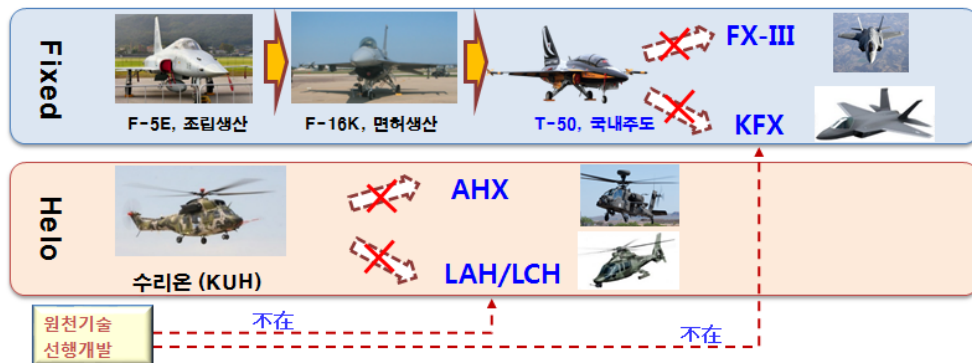 Fixed
F-5E, 조립생산
F-16K, 면허생산
T-50, 국내주도
FX-III
KFX
Helo
수리온 (KUH)
AHX
LAH/LCH
원천기술
선행개발
不在
不在